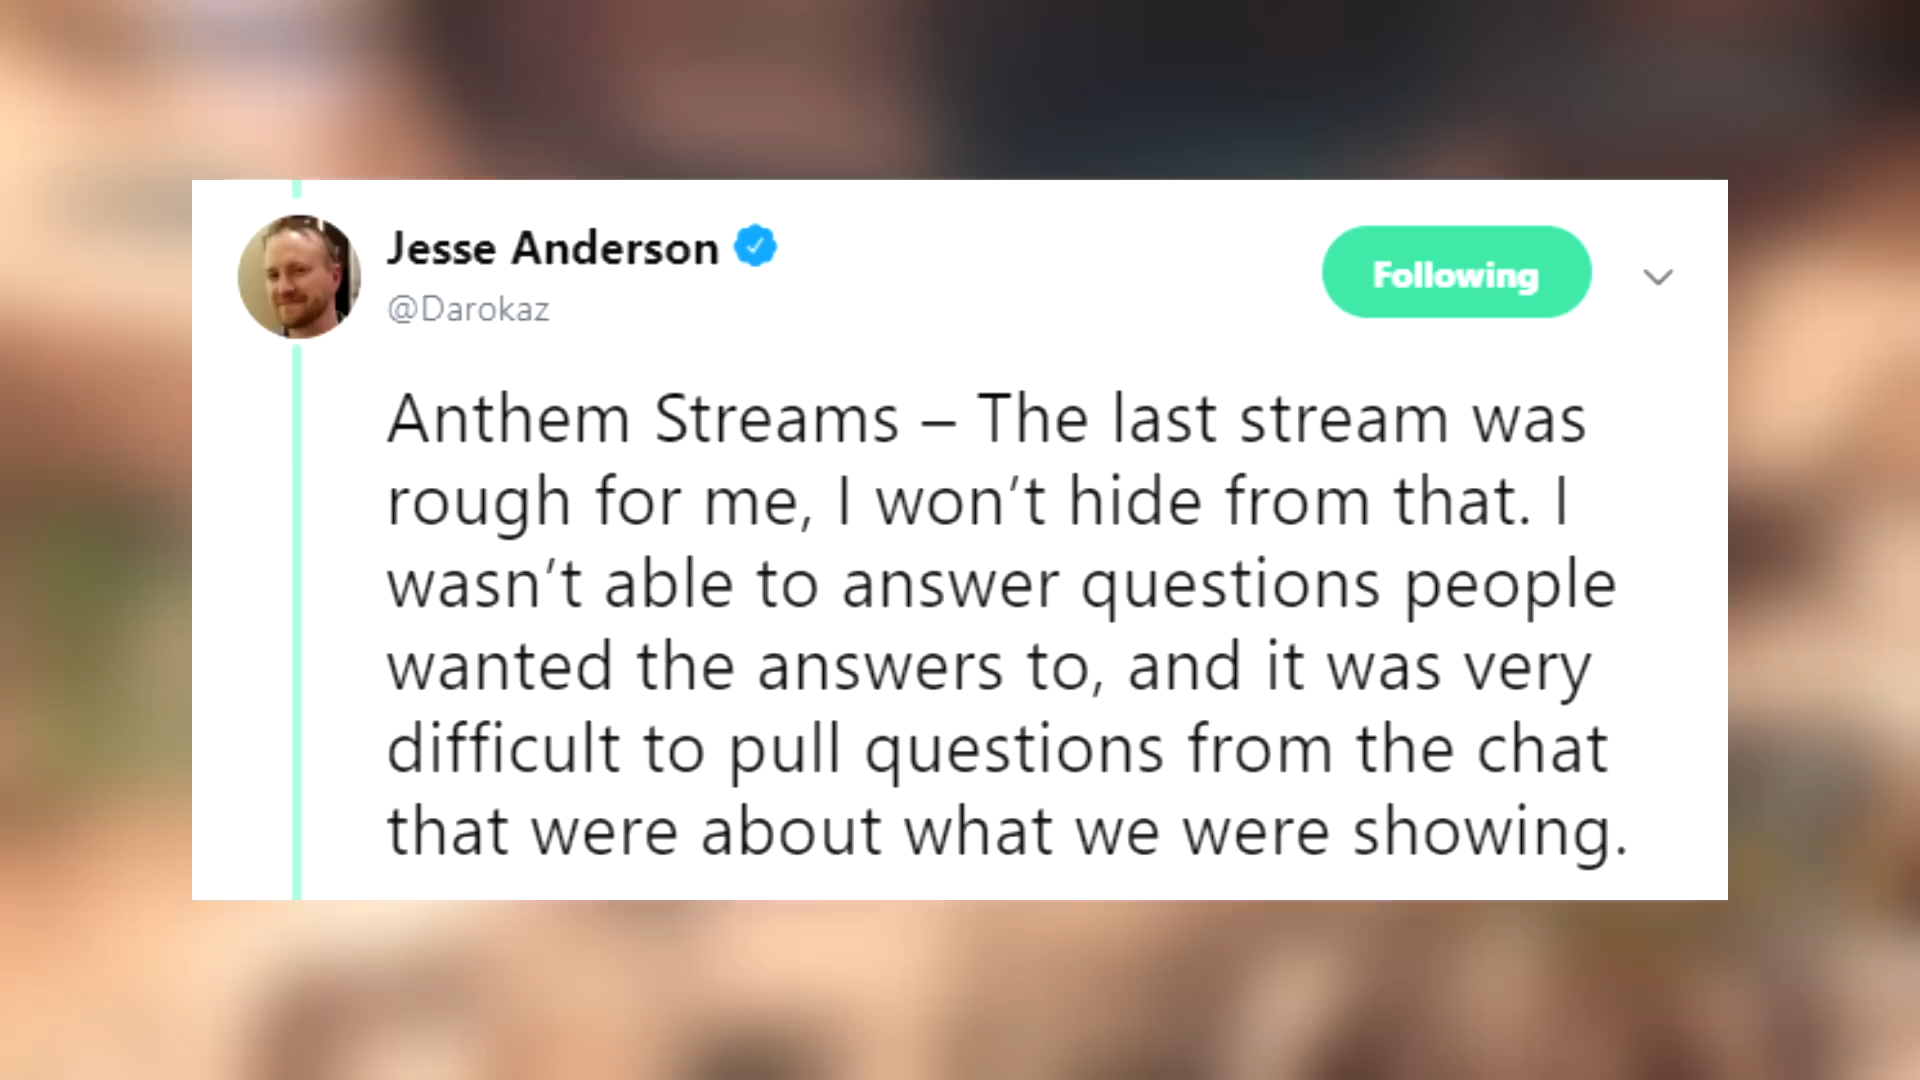 Jesse Anderson
@Darokaz
Following
Anthem Streams – The last stream was
rough for me, I won’t hide from that. I
wasn’t able to answer questions people
wanted the answers to, and it was very
difficult to pull questions from the chat
that were about what we were showing.